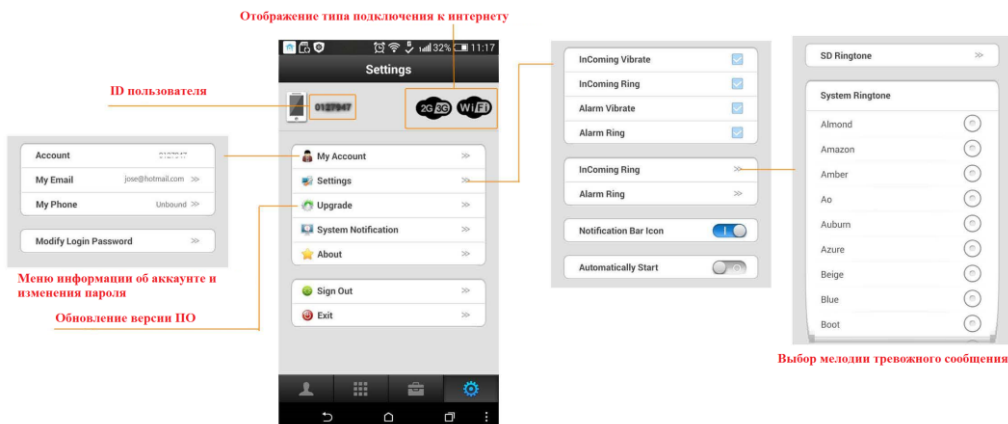 Отображение типа подключения к интернету
32% 11:17
Settings
ID пользователя
2G 3G WiFi
My Account
Settings
Upgrade
System Notification
About
Sign Out
Exit
Account
My Email jose@hotmail.com
My Phone Unbound
Modify Login Password
Меню информации об аккаунте и
изменения пароля
Обновление версии ПО
InComing Vibrate
InComing Ring
Alarm Vibrate
Alarm Ring
InComing Ring
Alarm Ring
Notification Bar Icon
Automatically Start
SD Ringtone
System Ringtone
Almond
Amazon
Amber
Ao
Auburn
Azure
Beige
Blue
Boot
Выбор мелодии тревожного сообщения